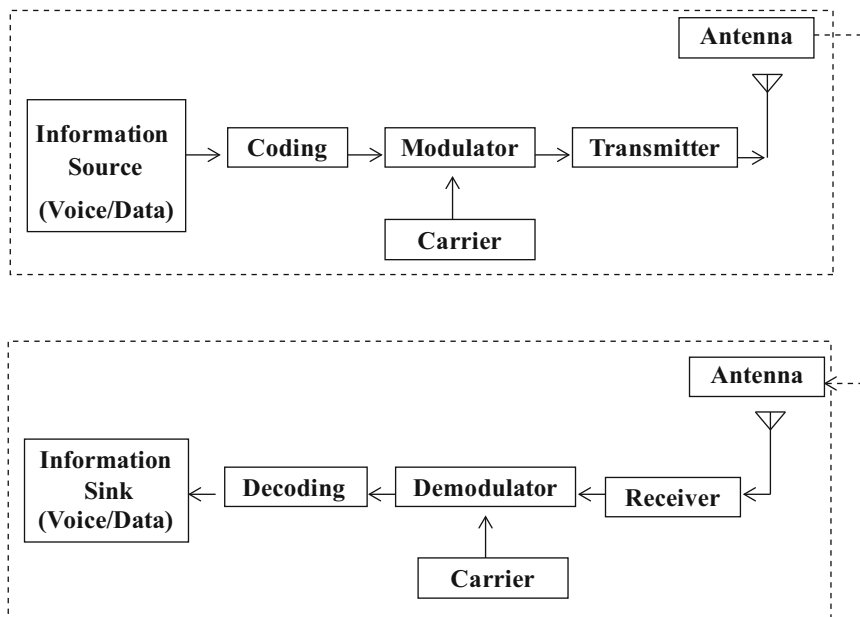 Antenna
Information
Source
(Voice/Data)
Coding
Modulator
Transmitter
Carrier
Antenna
Information
Sink
(Voice/Data)
Decoding
Demodulator
Receiver
Carrier